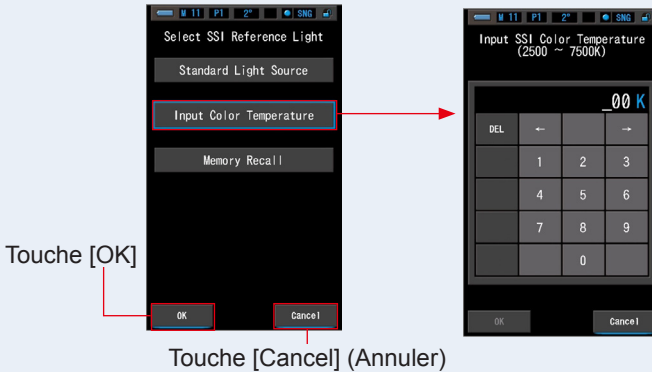 M 11 P1 2° SNG
Select SSI Reference Light
Standard Light Source
Input Color Temperature
Memory Recall
OK
Cancel
Touche [OK]
Touche [Cancel] (Annuler)
M 11 P1 2° SNG
Input SSI Color Temperature
(2500 ~ 7500K)
_00 K
DEL ← →
1 2 3
4 5 6
7 8 9
0
OK
Cancel